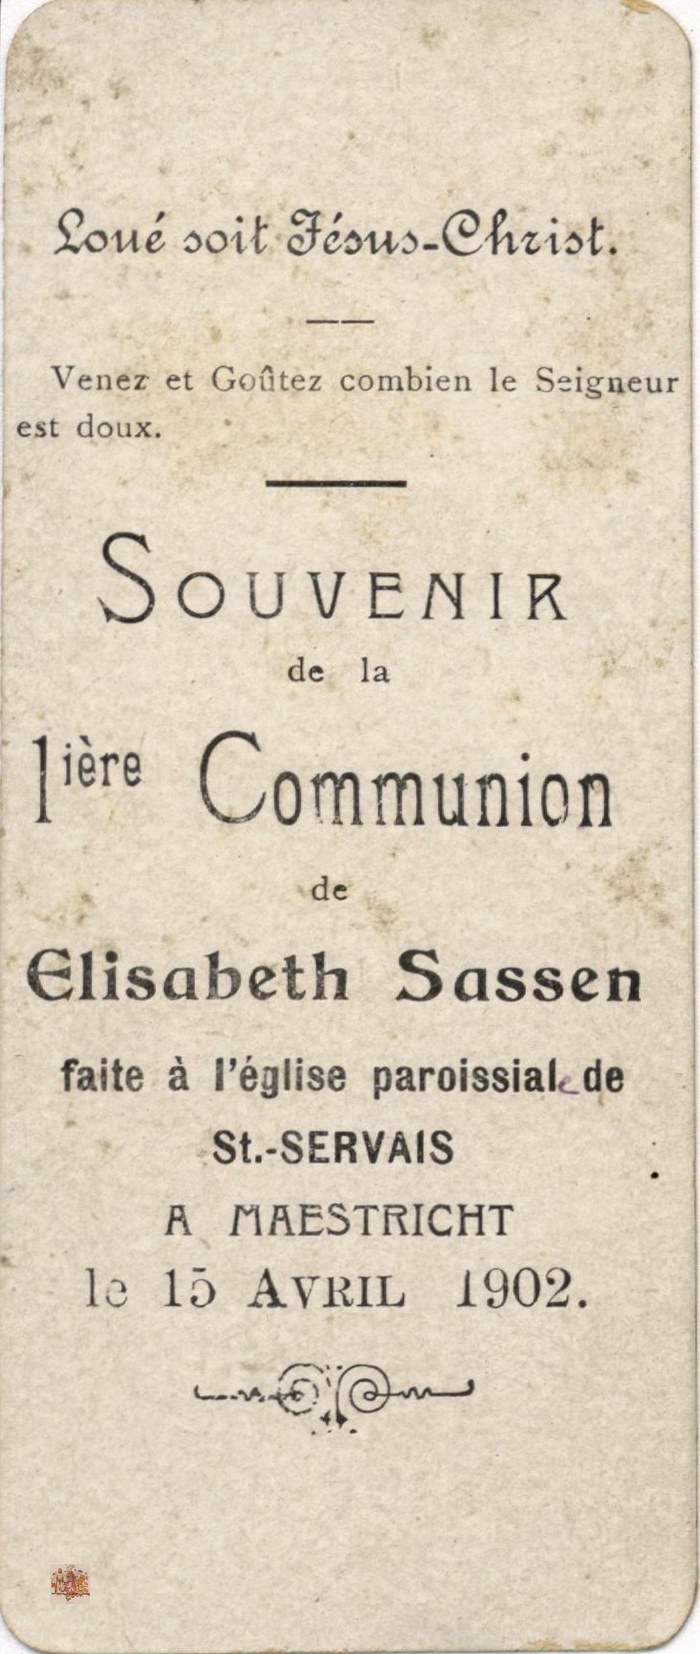 Loué soit Jésus-Christ.
Venez et Goûtez combien le Seigneur
est doux.
SOUVENIR
de la
1ière Communion
de
Elisabeth Sassen
faite à l'église paroissiale de
St.-SERVAIS
A MAESTRICHT
le 15 AVRIL 1902.